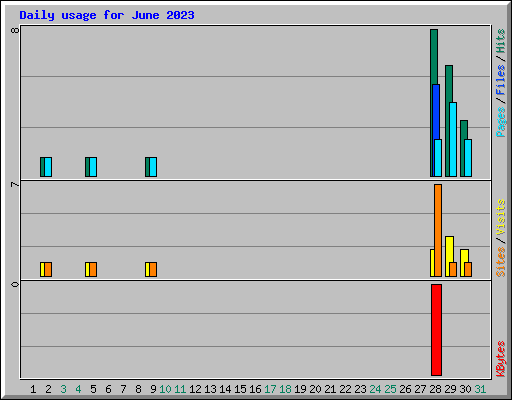 Daily usage for June 2023
8
Pages / Files / Hits
7
Sites / Visits
0
KBytes
1 2 3 4 5 6 7 8 9 10 11 12 13 14 15 16 17 18 19 20 21 22 23 24 25 26 27 28 29 30 31